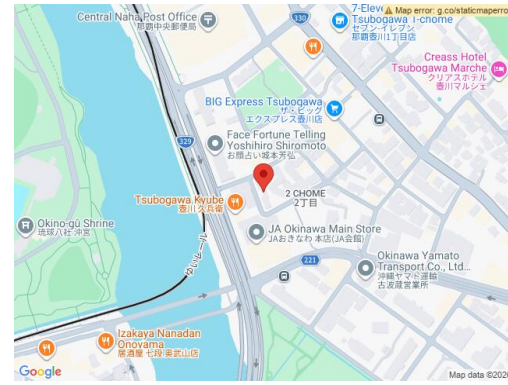 Map error: g.co/staticmaperro
Central Naha Post Office
那覇中央郵便局
330
7-Eleve
Tsubogawa 1-chome
セブン-イレブン
那覇壺川1丁目店
Creass Hotel
Tsubogawa Marche
クリアスホテル
壺川マルシェ
BIG Express Tsubogawa
ザ・ビッグ
エクスプレス壺川店
329
Face Fortune Telling
Yoshihiro Shiromoto
お顔占い城本芳弘
Tsubogawa Kyube
壺川久兵衛
2 CHOME
2丁目
Okino-gū Shrine
琉球八社 沖宮
JA Okinawa Main Store
JAおきなわ 本店(JA会館)
221
Okinawa Yamato
Transport Co., Ltd...
沖縄ヤマト運輸
古波蔵営業所
Izakaya Nanadan
Onoyama
居酒屋 七段 奥武山店
Google
Map data ©2026